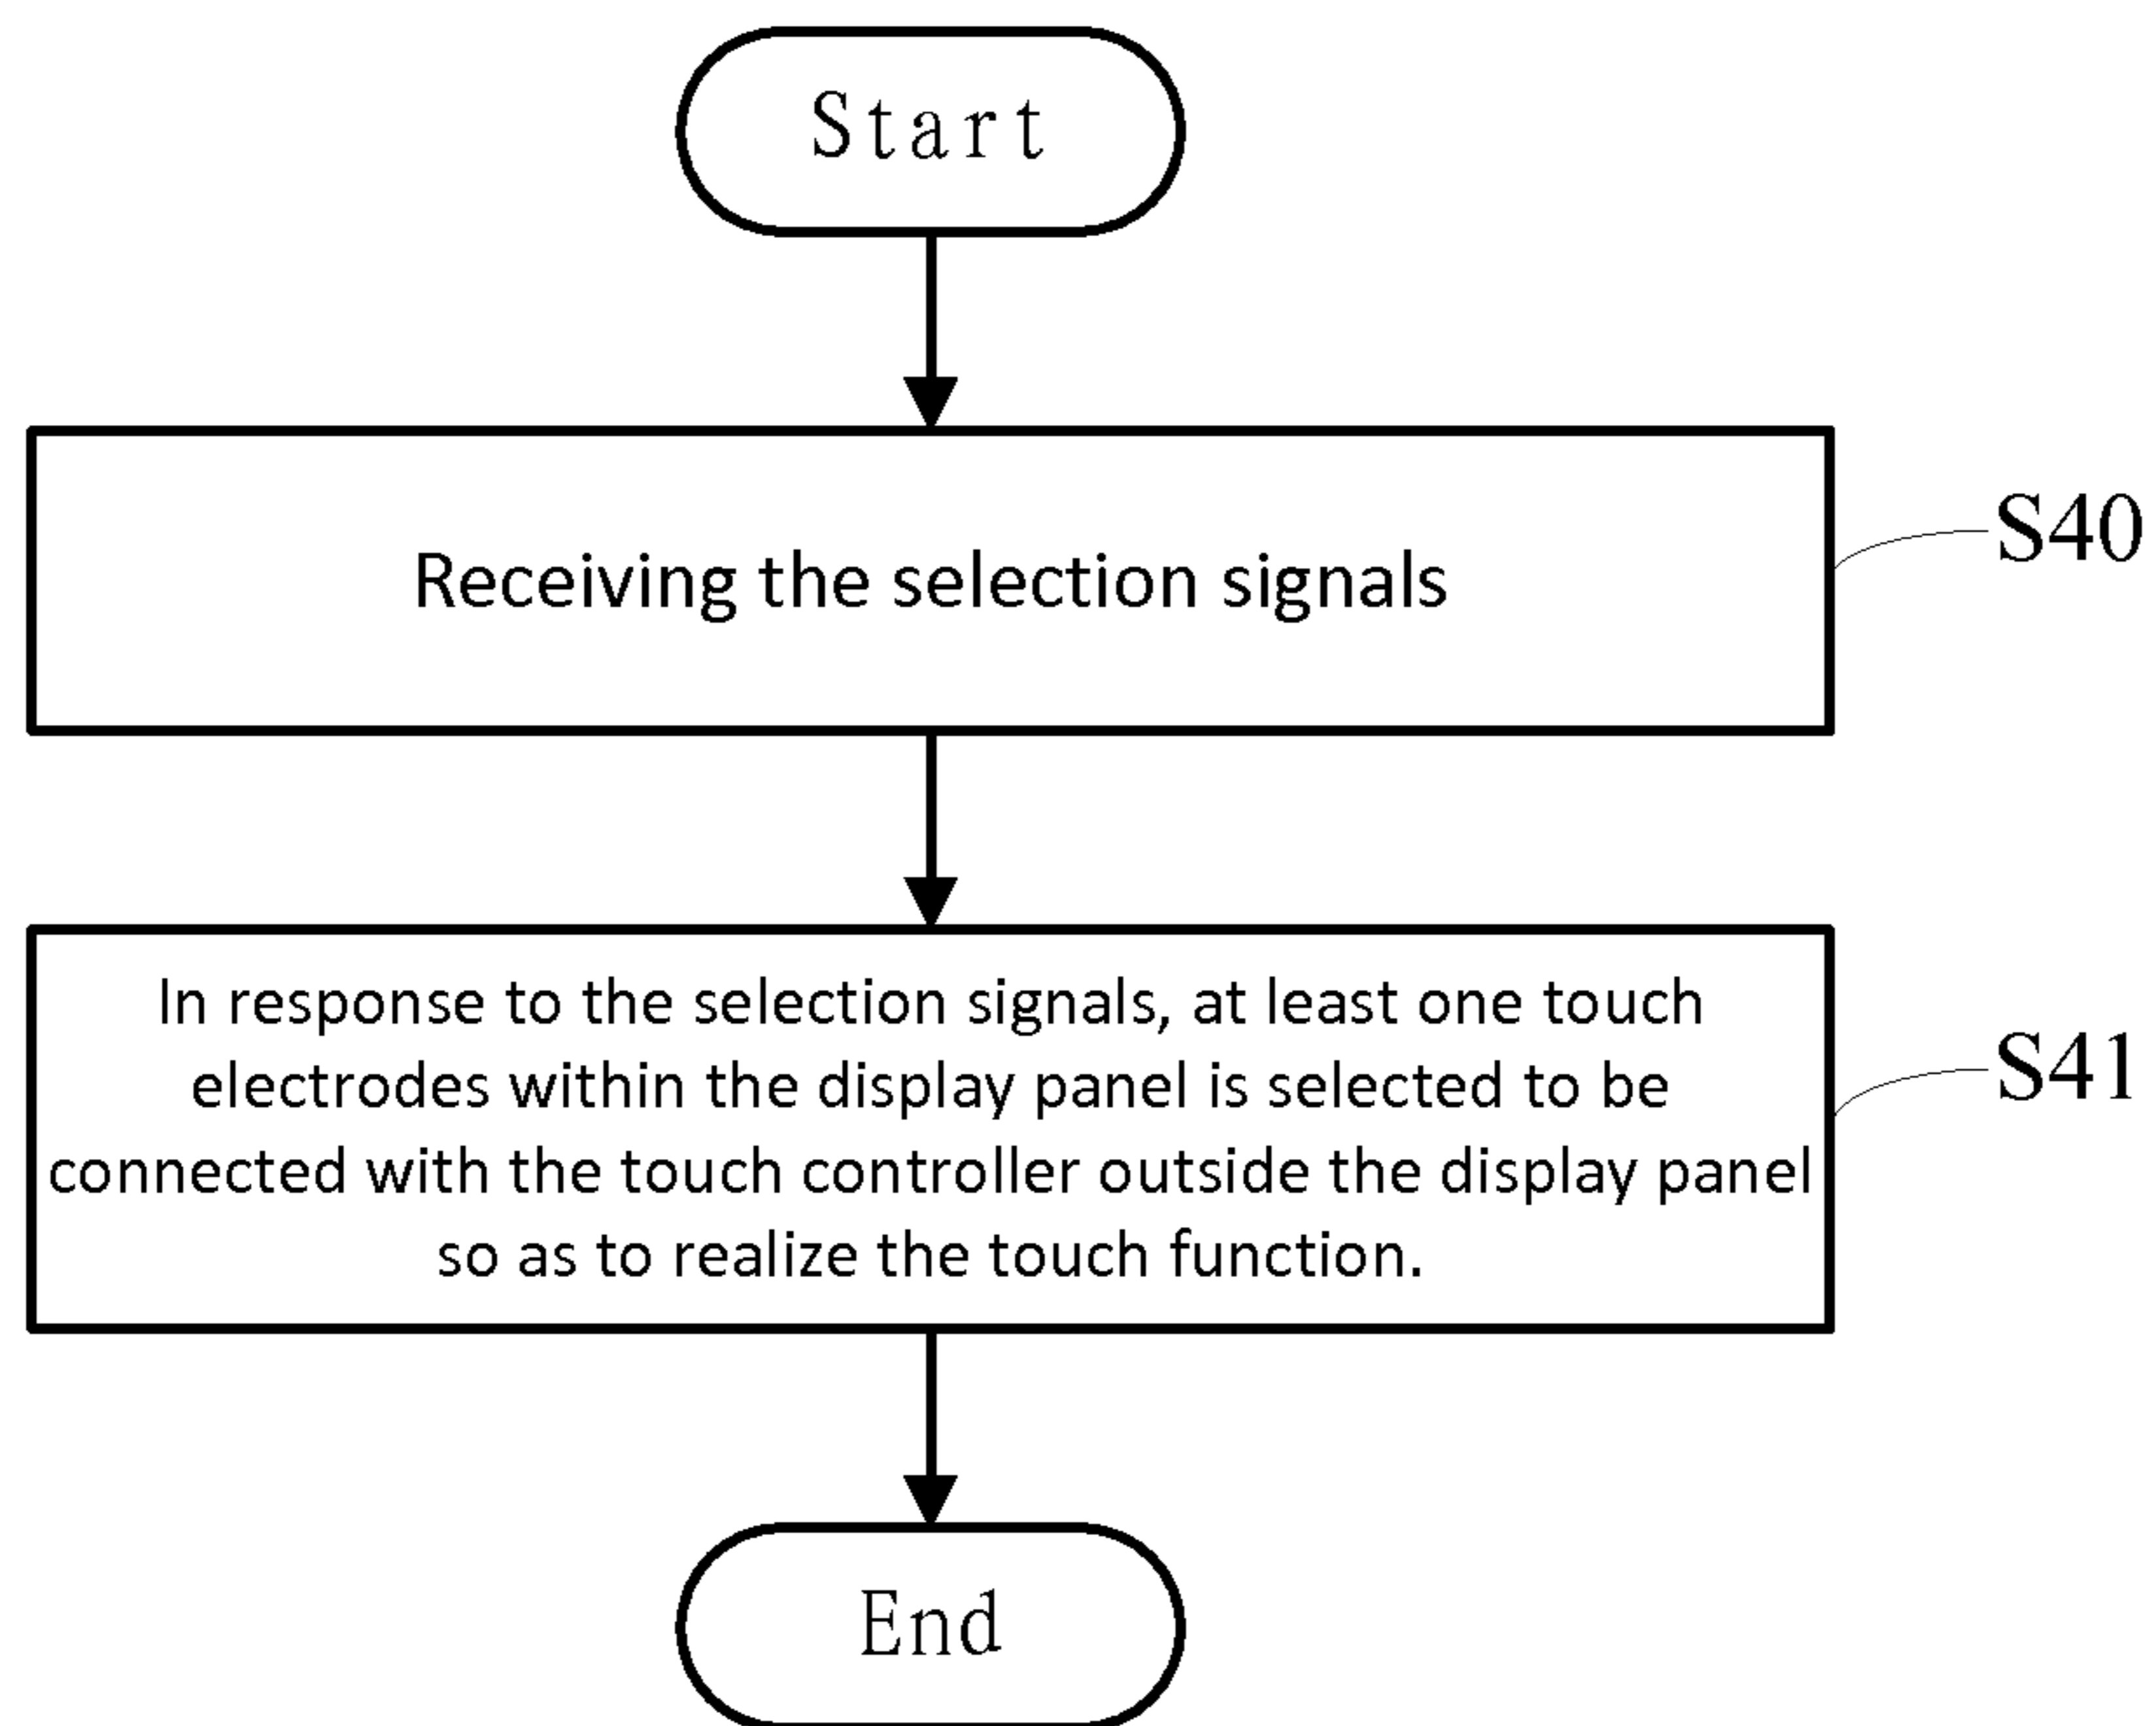 Start
Receiving the selection signals
S40
In response to the selection signals, at least one touch
electrodes within the display panel is selected to be
connected with the touch controller outside the display panel
so as to realize the touch function.
S41
End